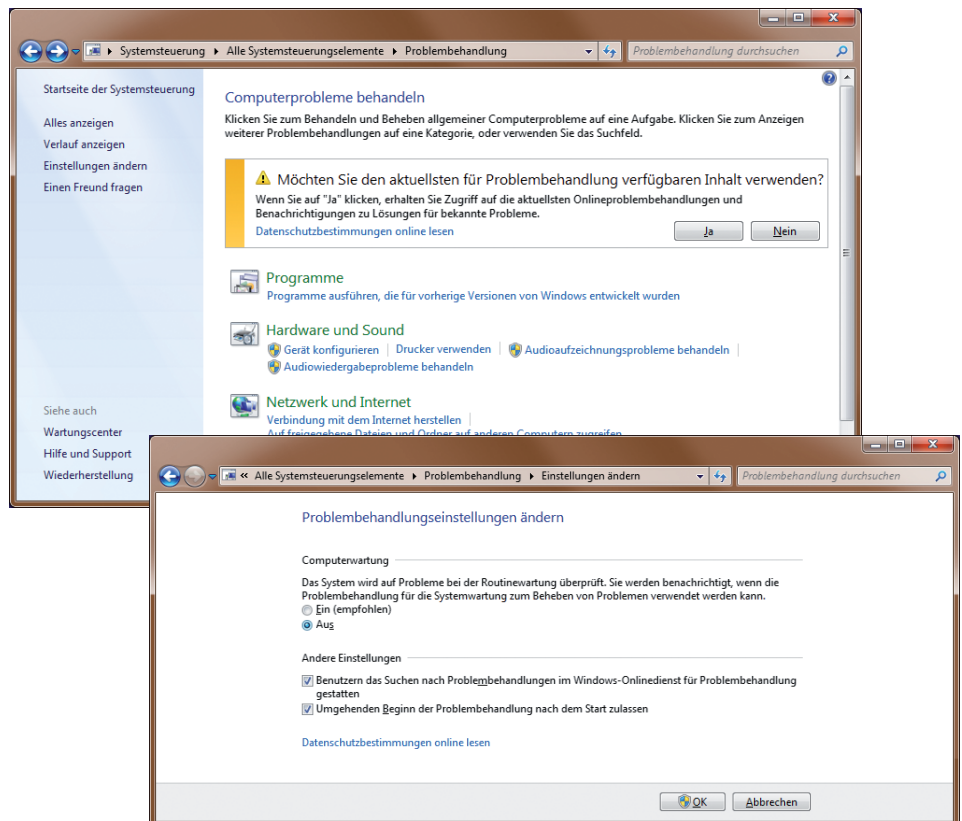 Systemsteuerung ▸ Alle Systemsteuerungselemente ▸ Problembehandlung
Problembehandlung durchsuchen
Startseite der Systemsteuerung
Alles anzeigen
Verlauf anzeigen
Einstellungen ändern
Einen Freund fragen
Siehe auch
Wartungscenter
Hilfe und Support
Wiederherstellung
Computerprobleme behandeln
Klicken Sie zum Behandeln und Beheben allgemeiner Computerprobleme auf eine Aufgabe. Klicken Sie zum Anzeigen
weiterer Problembehandlungen auf eine Kategorie, oder verwenden Sie das Suchfeld.
Möchten Sie den aktuellsten für Problembehandlung verfügbaren Inhalt verwenden?
Wenn Sie auf "Ja" klicken, erhalten Sie Zugriff auf die aktuellsten Onlineproblembehandlungen und
Benachrichtigungen zu Lösungen für bekannte Probleme.
Datenschutzbestimmungen online lesen
Ja
Nein
Programme
Programme ausführen, die für vorherige Versionen von Windows entwickelt wurden
Hardware und Sound
Gerät konfigurieren | Drucker verwenden | Audioaufzeichnungsprobleme behandeln |
Audiowiedergabeprobleme behandeln
Netzwerk und Internet
Verbindung mit dem Internet herstellen |
Auf freigegebene Dateien und Ordner auf anderen Computern zugreifen
« Alle Systemsteuerungselemente ▸ Problembehandlung ▸ Einstellungen ändern
Problembehandlung durchsuchen
Problembehandlungseinstellungen ändern
Computerwartung
Das System wird auf Probleme bei der Routinewartung überprüft. Sie werden benachrichtigt, wenn die
Problembehandlung für die Systemwartung zum Beheben von Problemen verwendet werden kann.
Ein (empfohlen)
Aus
Andere Einstellungen
Benutzern das Suchen nach Problembehandlungen im Windows-Onlinedienst für Problembehandlung
gestatten
Umgehenden Beginn der Problembehandlung nach dem Start zulassen
Datenschutzbestimmungen online lesen
OK
Abbrechen